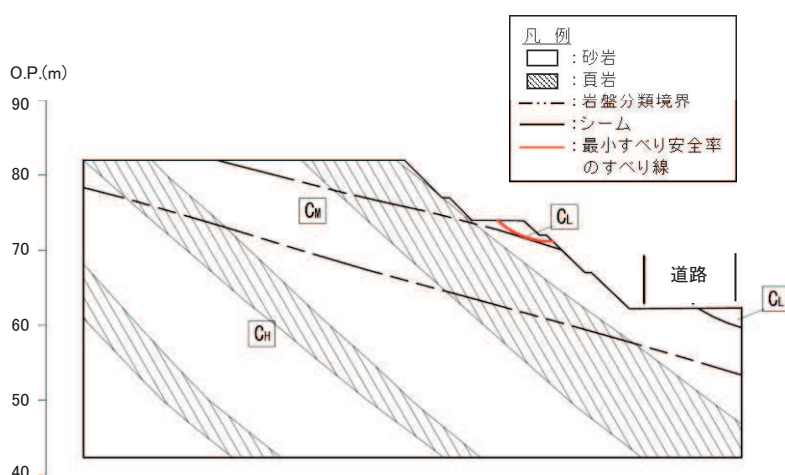 凡 例
:砂岩
:頁岩
:岩盤分類境界
:シーム
:最小すべり安全率
のすべり線
O.P.(m)
90
80
70
60
50
40
CM
CL
道路
CL
CH